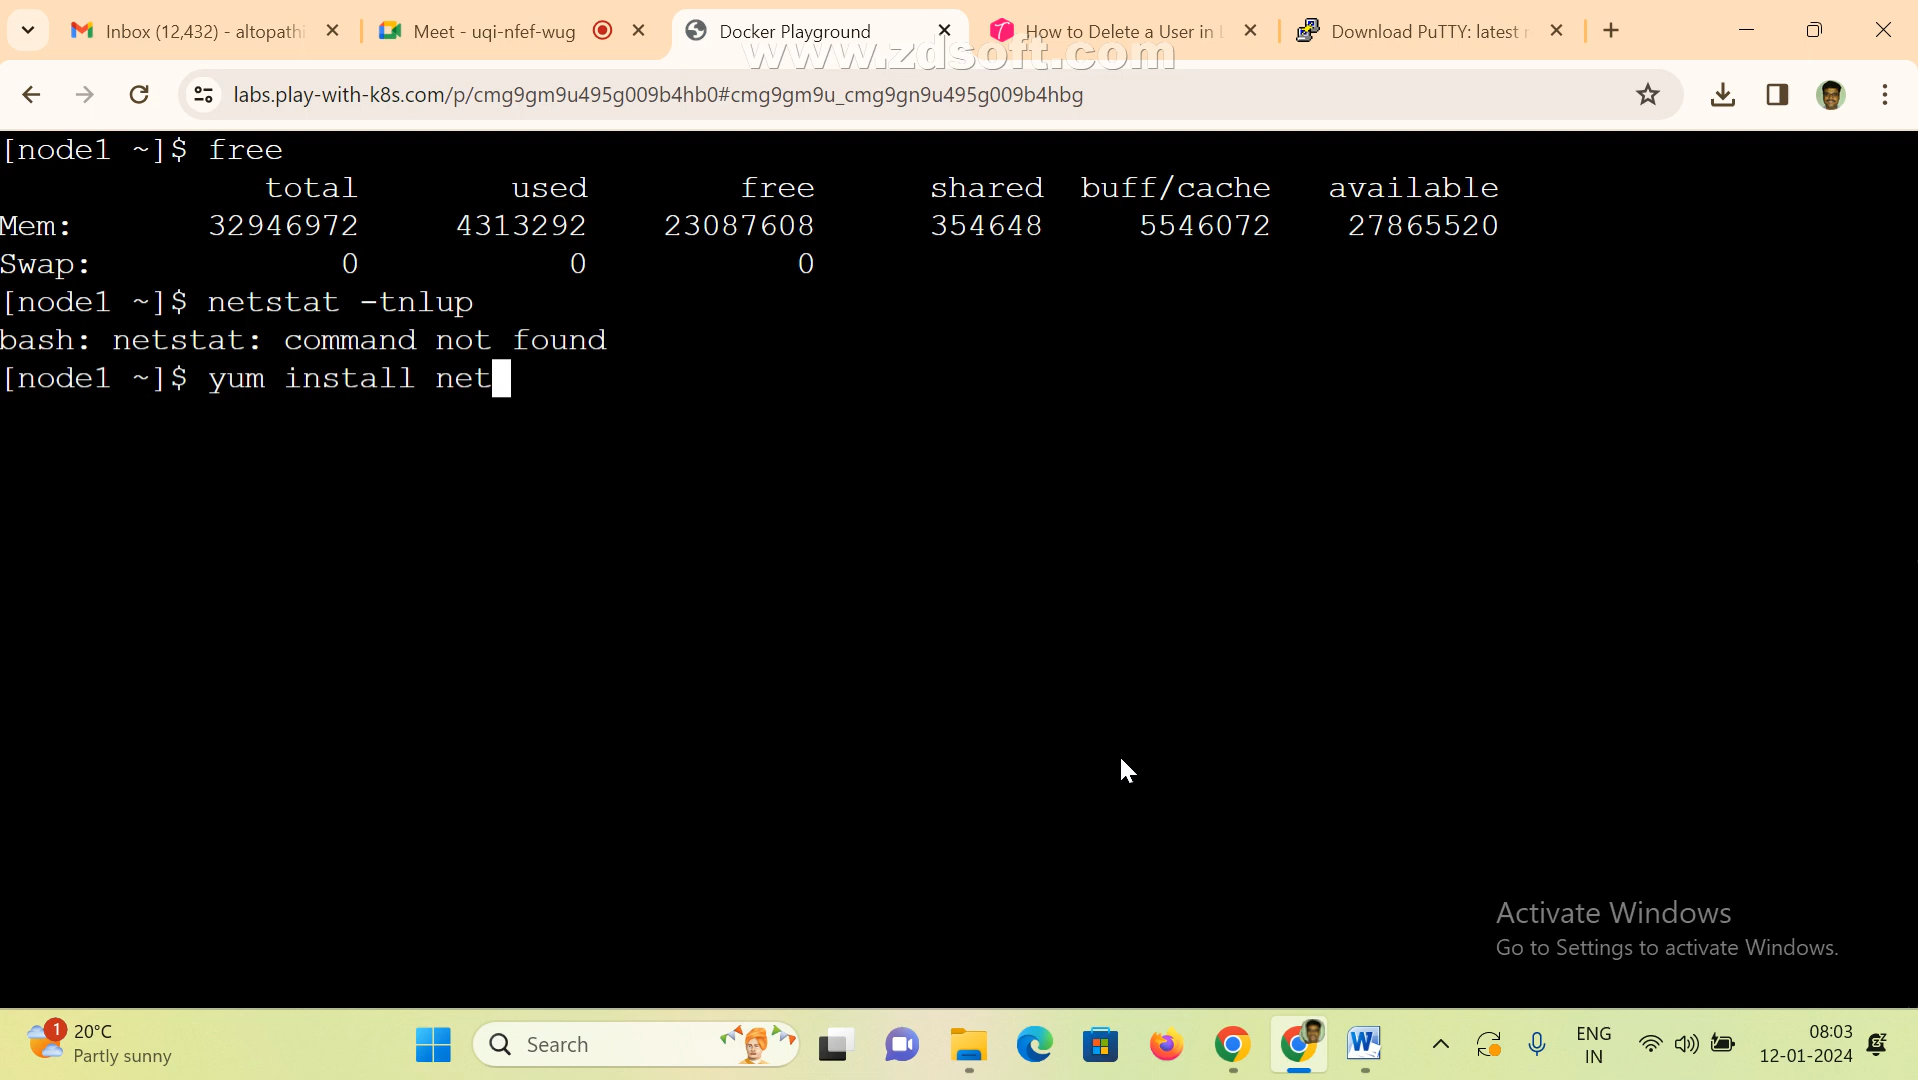 Inbox (12,432) - altopathi
Meet - uqi-nfef-wug
Docker Playground
How to Delete a User in L
Download PuTTY: latest r
www.zdsoft.com
labs.play-with-k8s.com/p/cmg9gm9u495g009b4hb0#cmg9gm9u_cmg9gn9u495g009b4hbg
[node1 ~]$ free
total used free shared buff/cache available
Mem: 32946972 4313292 23087608 354648 5546072 27865520
Swap: 0 0 0
[node1 ~]$ netstat -tnlup
bash: netstat: command not found
[node1 ~]$ yum install net
Activate Windows
Go to Settings to activate Windows.
1
20°C
Partly sunny
Search
ENG
IN
08:03
12-01-2024